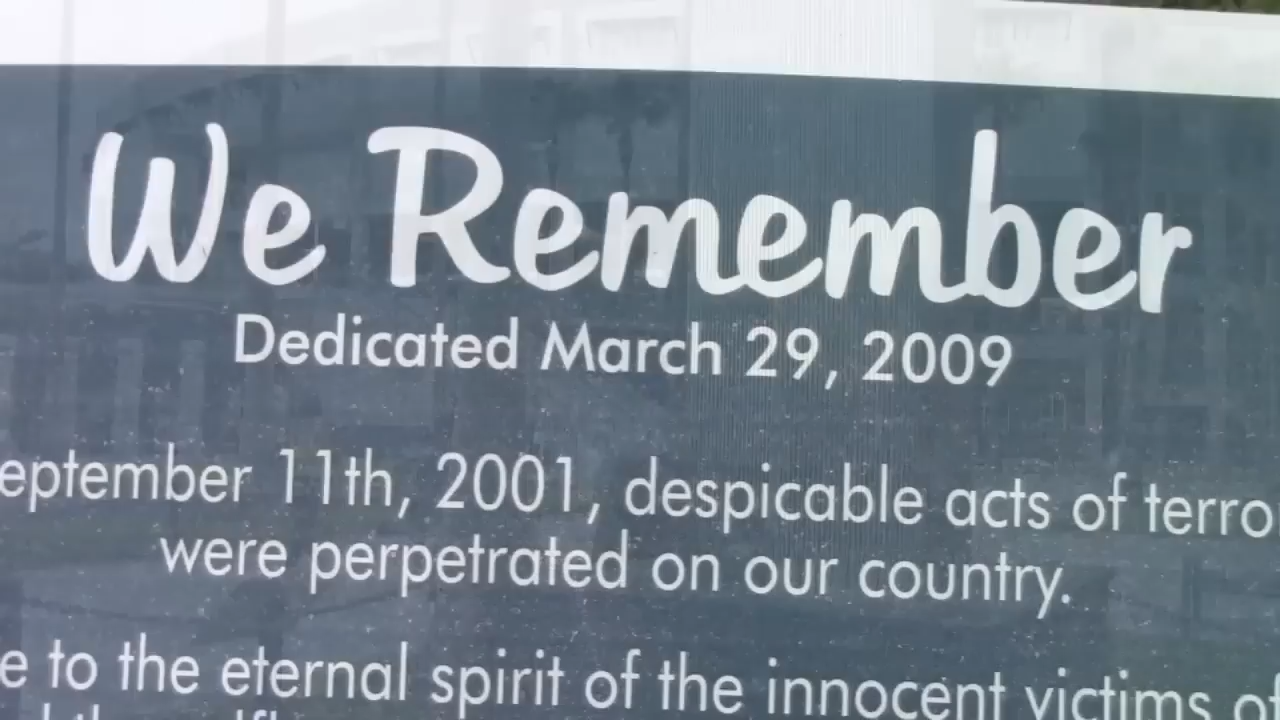 We Remember
Dedicated March 29, 2009
eptember 11th, 2001, despicable acts of terro
were perpetrated on our country.
e to the eternal spirit of the innocent victims of